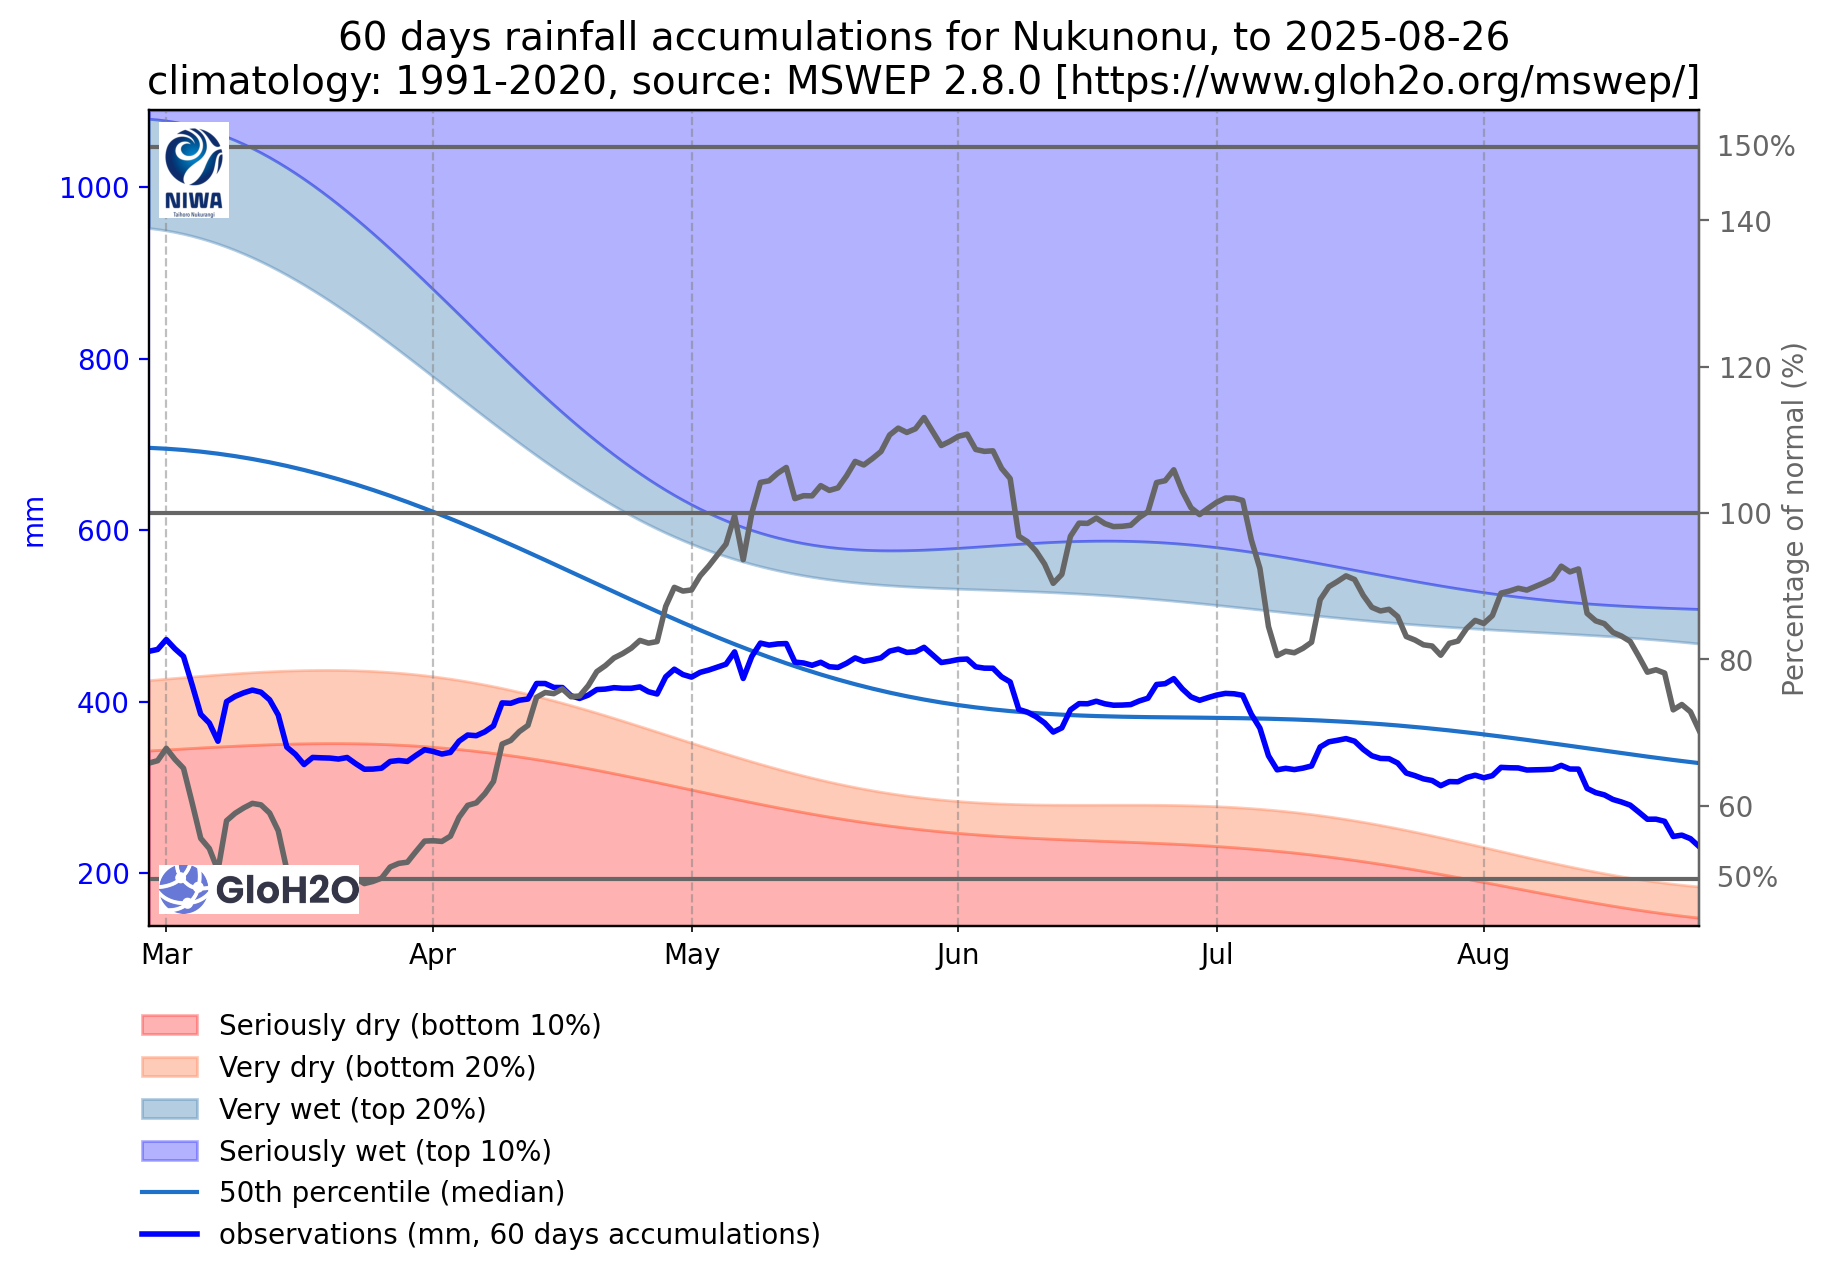 60 days rainfall accumulations for Nukunonu, to 2025-08-26
climatology: 1991-2020, source: MSWEP 2.8.0 [https://www.gloh2o.org/mswep/]
NIWA
Taihoro Nukurangi
1000
800
600
400
200
mm
150%
140
120
100
80
60
50%
Percentage of normal (%)
GloH2O
Mar Apr May Jun Jul Aug
Seriously dry (bottom 10%)
Very dry (bottom 20%)
Very wet (top 20%)
Seriously wet (top 10%)
50th percentile (median)
observations (mm, 60 days accumulations)